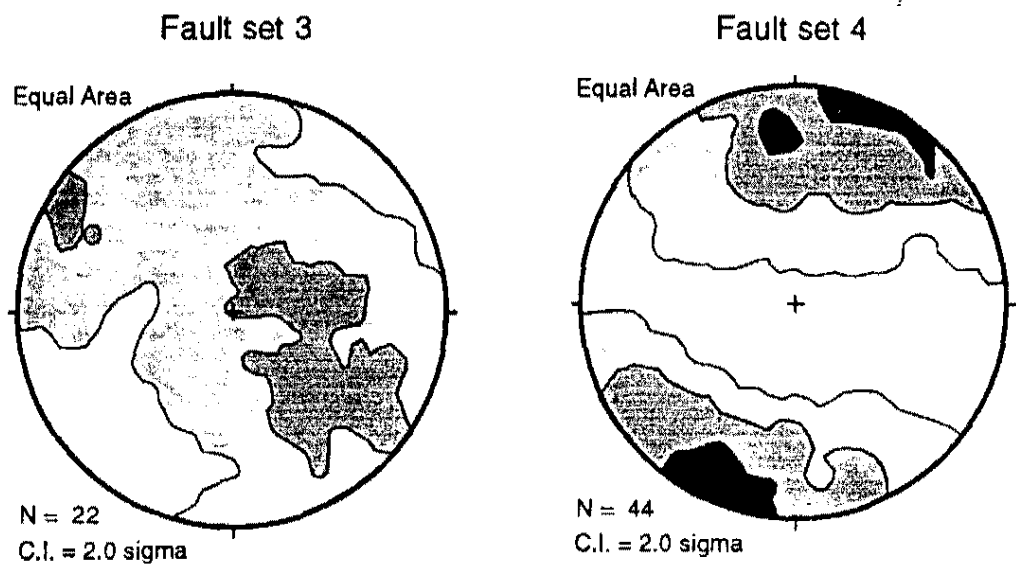 Fault set 3
Equal Area
N = 22
C.I. = 2.0 sigma
Fault set 4
Equal Area
N = 44
C.I. = 2.0 sigma